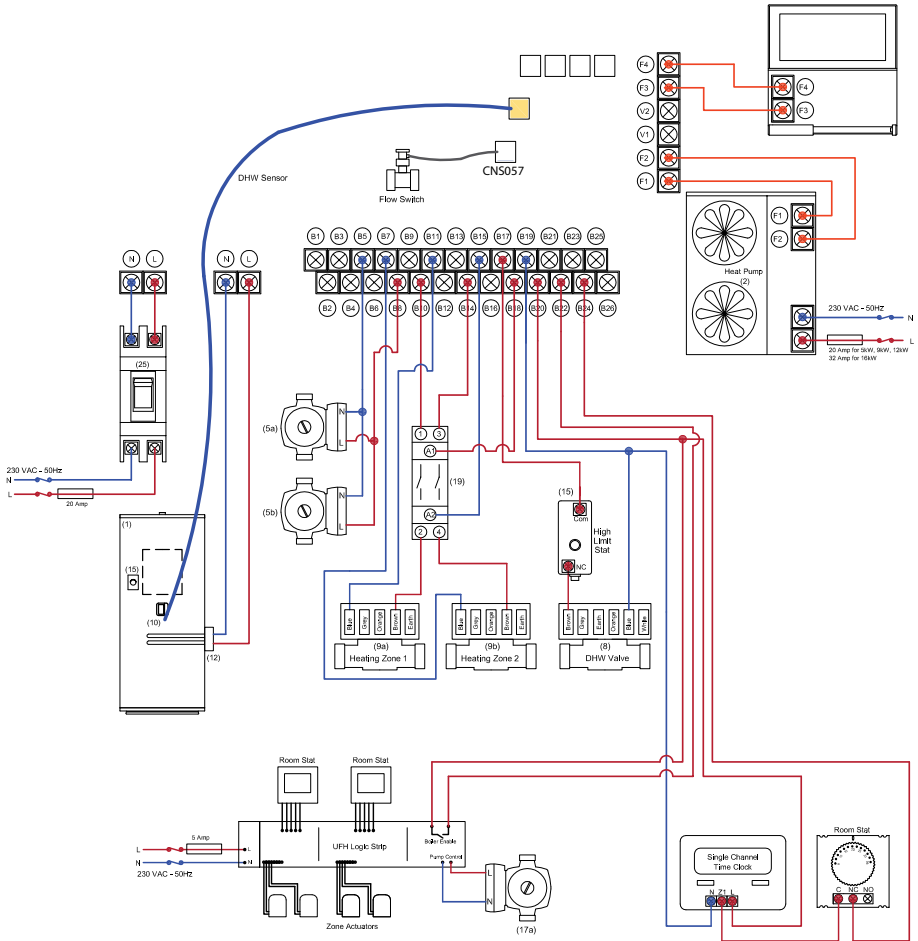 F4
F3
V2
V1
F2
F1
F4
F3
DHW Sensor
CNS057
Flow Switch
F1
F2
Heat Pump
(2)
230 VAC - 50Hz
N
L
20 Amp for 5kW, 9kW, 12kW
32 Amp for 16kW
B1 B3 B5 B7 B9 B11 B13 B15 B17 B19 B21 B23 B25
B2 B4 B6 B8 B10 B12 B14 B16 B18 B20 B22 B24 B26
N L N L
(25)
230 VAC - 50Hz
N
L
20 Amp
(5a)
N
L
(5b)
N
L
1 3
A1
(19)
A2
2 4
(15)
Com
High
Limit
Stat
NC
(1)
(15)
(10)
(12)
Blue Grey Orange Brown Earth
(9a)
Heating Zone 1
Blue Grey Orange Brown Earth
(9b)
Heating Zone 2
Brown Grey Earth Orange Blue White
(8)
DHW Valve
Room Stat Room Stat
L
5 Amp
L
N
N
230 VAC - 50Hz
UFH Logic Strip
Boiler Enable
Pump Control
L
N
(17a)
Zone Actuators
Single Channel
Time Clock
N Z1 L
Room Stat
C NC NO